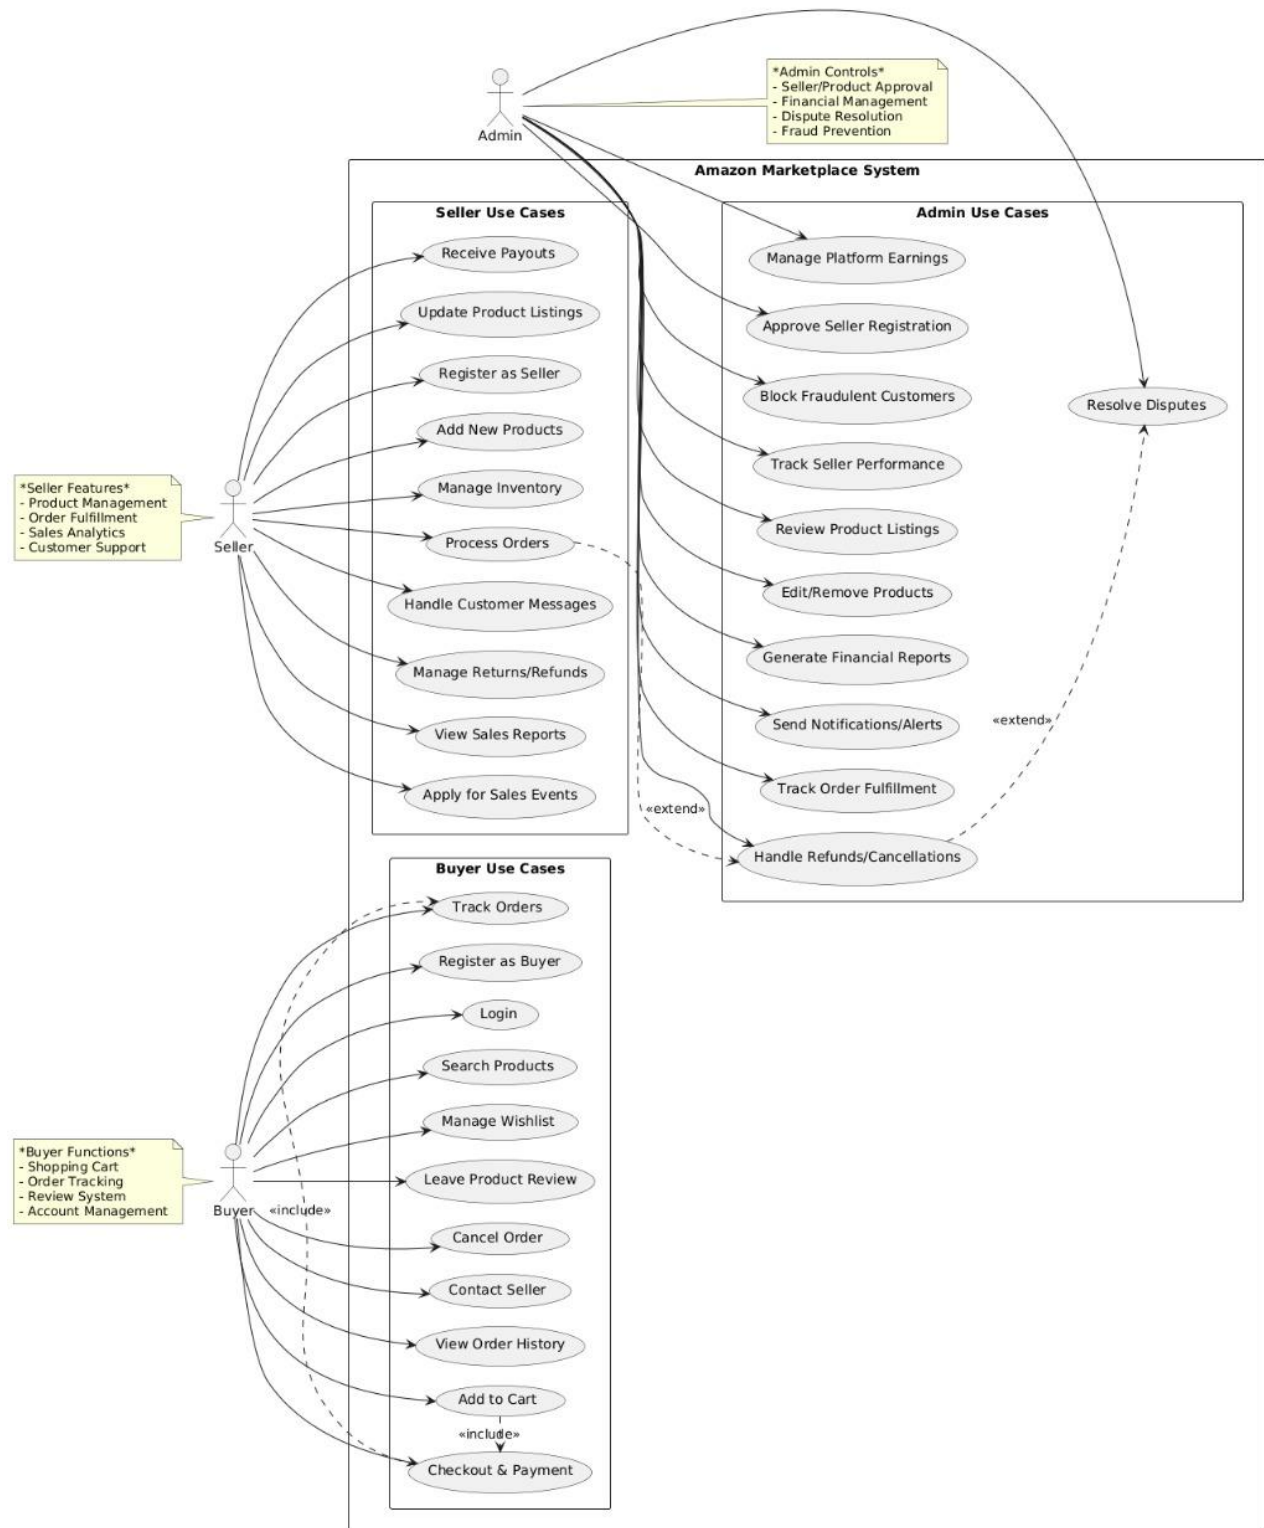 *Admin Controls*
- Seller/Product Approval
- Financial Management
- Dispute Resolution
- Fraud Prevention
Admin
Amazon Marketplace System
Seller Use Cases
Receive Payouts
Update Product Listings
Register as Seller
Add New Products
Manage Inventory
Process Orders
Handle Customer Messages
Manage Returns/Refunds
View Sales Reports
Apply for Sales Events
*Seller Features*
- Product Management
- Order Fulfillment
- Sales Analytics
- Customer Support
Seller
Admin Use Cases
Manage Platform Earnings
Approve Seller Registration
Block Fraudulent Customers
Resolve Disputes
Track Seller Performance
Review Product Listings
Edit/Remove Products
Generate Financial Reports
Send Notifications/Alerts
«extend»
Track Order Fulfillment
«extend»
Handle Refunds/Cancellations
Buyer Use Cases
Track Orders
Register as Buyer
Login
Search Products
Manage Wishlist
Leave Product Review
Cancel Order
Contact Seller
View Order History
Add to Cart
«include»
Checkout & Payment
*Buyer Functions*
- Shopping Cart
- Order Tracking
- Review System
- Account Management
Buyer
«include»